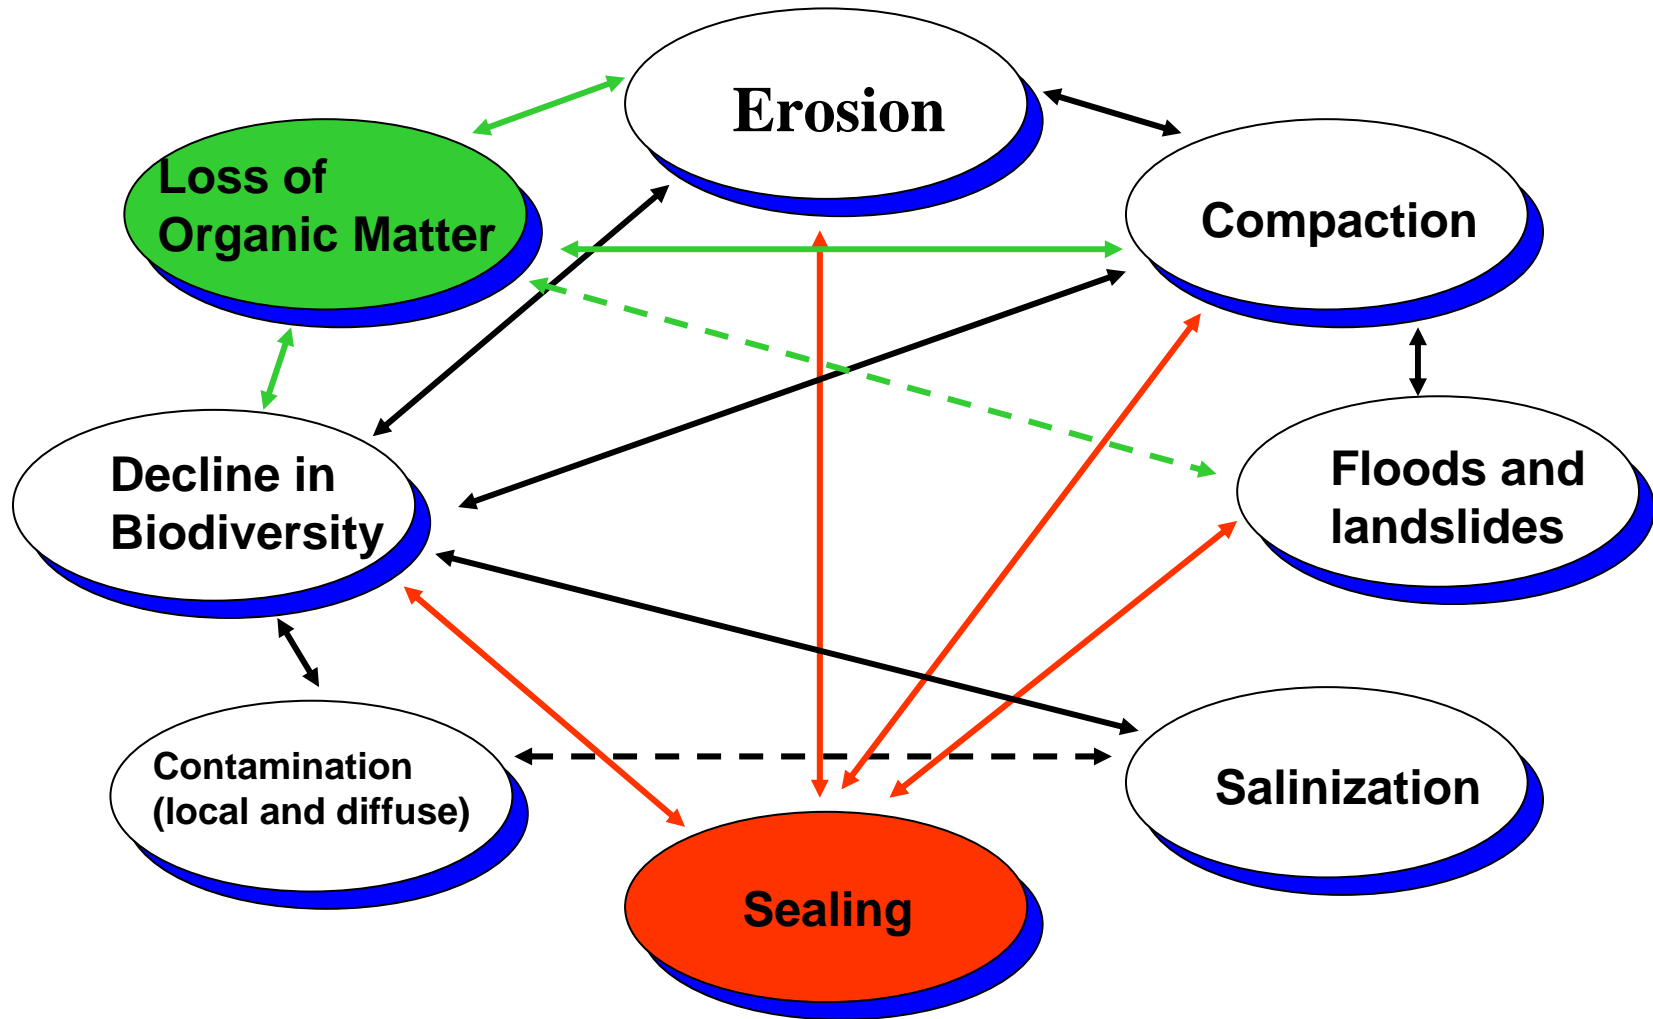 Erosion
Loss of
Organic Matter
Compaction
Decline in
Biodiversity
Floods and
landslides
Contamination
(local and diffuse)
Salinization
Sealing